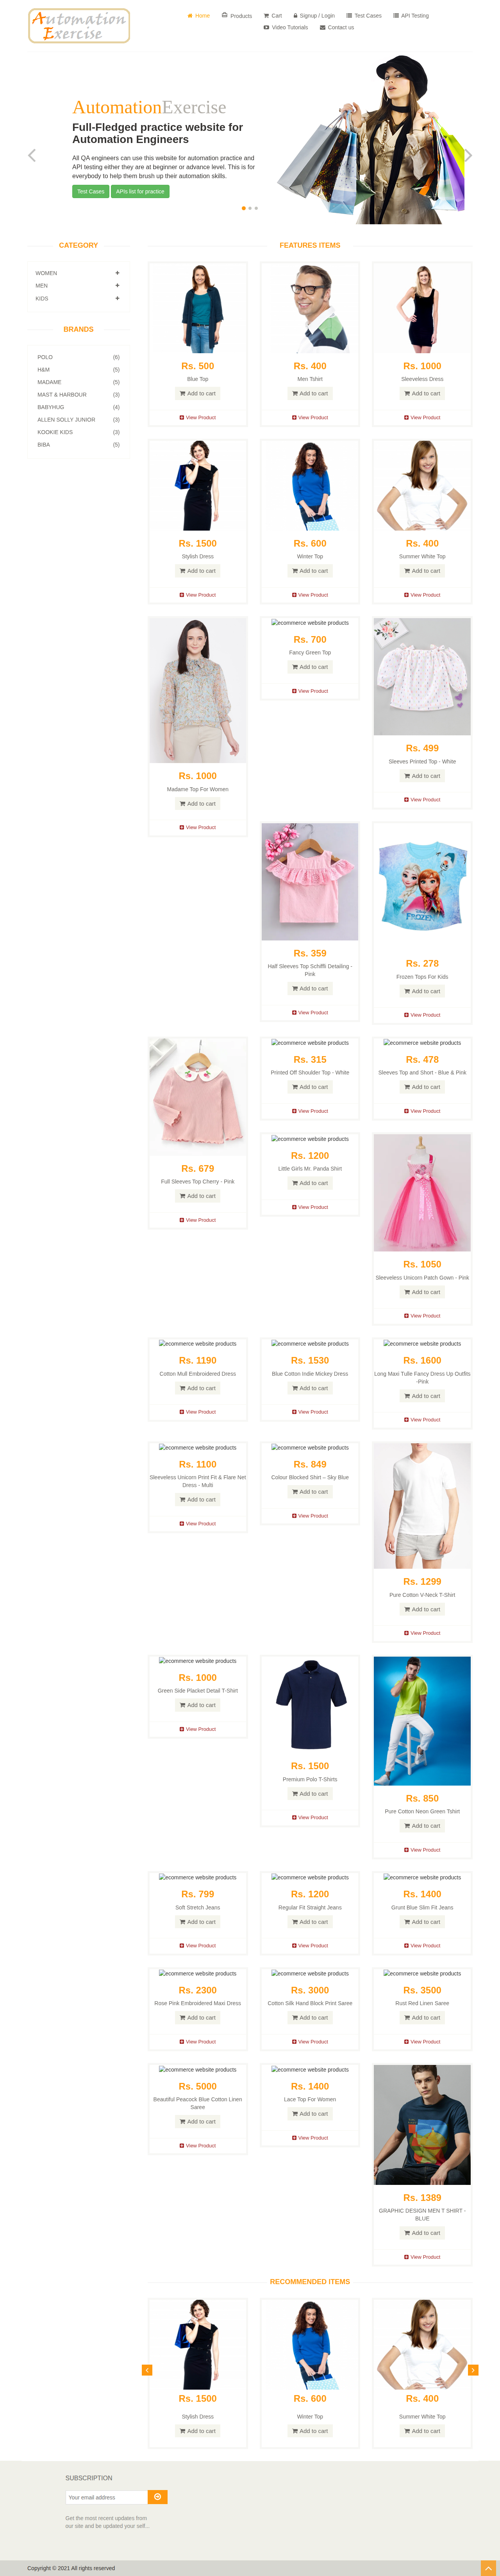 Automation
Exercise
Home
Products
Cart
Signup / Login
Test Cases
API Testing
Video Tutorials
Contact us
AutomationExercise
Full-Fledged practice website for
Automation Engineers
All QA engineers can use this website for automation practice and
API testing either they are at beginner or advance level. This is for
everybody to help them brush up their automation skills.
Test Cases
APIs list for practice
CATEGORY
WOMEN
MEN
KIDS
BRANDS
POLO (6)
H&M (5)
MADAME (5)
MAST & HARBOUR (3)
BABYHUG (4)
ALLEN SOLLY JUNIOR (3)
KOOKIE KIDS (3)
BIBA (5)
FEATURES ITEMS
Rs. 500
Blue Top
Add to cart
View Product
Rs. 400
Men Tshirt
Add to cart
View Product
Rs. 1000
Sleeveless Dress
Add to cart
View Product
Rs. 1500
Stylish Dress
Add to cart
View Product
Rs. 600
Winter Top
Add to cart
View Product
Rs. 400
Summer White Top
Add to cart
View Product
Rs. 1000
Madame Top For Women
Add to cart
View Product
ecommerce website products
Rs. 700
Fancy Green Top
Add to cart
View Product
Rs. 499
Sleeves Printed Top - White
Add to cart
View Product
Rs. 359
Half Sleeves Top Schiffli Detailing -
Pink
Add to cart
View Product
FROZEN
Rs. 278
Frozen Tops For Kids
Add to cart
View Product
Rs. 679
Full Sleeves Top Cherry - Pink
Add to cart
View Product
ecommerce website products
Rs. 315
Printed Off Shoulder Top - White
Add to cart
View Product
ecommerce website products
Rs. 478
Sleeves Top and Short - Blue & Pink
Add to cart
View Product
ecommerce website products
Rs. 1200
Little Girls Mr. Panda Shirt
Add to cart
View Product
Rs. 1050
Sleeveless Unicorn Patch Gown - Pink
Add to cart
View Product
ecommerce website products
Rs. 1190
Cotton Mull Embroidered Dress
Add to cart
View Product
ecommerce website products
Rs. 1530
Blue Cotton Indie Mickey Dress
Add to cart
View Product
ecommerce website products
Rs. 1600
Long Maxi Tulle Fancy Dress Up Outfits
-Pink
Add to cart
View Product
ecommerce website products
Rs. 1100
Sleeveless Unicorn Print Fit & Flare Net
Dress - Multi
Add to cart
View Product
ecommerce website products
Rs. 849
Colour Blocked Shirt – Sky Blue
Add to cart
View Product
Rs. 1299
Pure Cotton V-Neck T-Shirt
Add to cart
View Product
ecommerce website products
Rs. 1000
Green Side Placket Detail T-Shirt
Add to cart
View Product
Rs. 1500
Premium Polo T-Shirts
Add to cart
View Product
Rs. 850
Pure Cotton Neon Green Tshirt
Add to cart
View Product
ecommerce website products
Rs. 799
Soft Stretch Jeans
Add to cart
View Product
ecommerce website products
Rs. 1200
Regular Fit Straight Jeans
Add to cart
View Product
ecommerce website products
Rs. 1400
Grunt Blue Slim Fit Jeans
Add to cart
View Product
ecommerce website products
Rs. 2300
Rose Pink Embroidered Maxi Dress
Add to cart
View Product
ecommerce website products
Rs. 3000
Cotton Silk Hand Block Print Saree
Add to cart
View Product
ecommerce website products
Rs. 3500
Rust Red Linen Saree
Add to cart
View Product
ecommerce website products
Rs. 5000
Beautiful Peacock Blue Cotton Linen
Saree
Add to cart
View Product
ecommerce website products
Rs. 1400
Lace Top For Women
Add to cart
View Product
Rs. 1389
GRAPHIC DESIGN MEN T SHIRT -
BLUE
Add to cart
View Product
RECOMMENDED ITEMS
Rs. 1500
Stylish Dress
Add to cart
Rs. 600
Winter Top
Add to cart
Rs. 400
Summer White Top
Add to cart
SUBSCRIPTION
Your email address
Get the most recent updates from
our site and be updated your self...
Copyright © 2021 All rights reserved